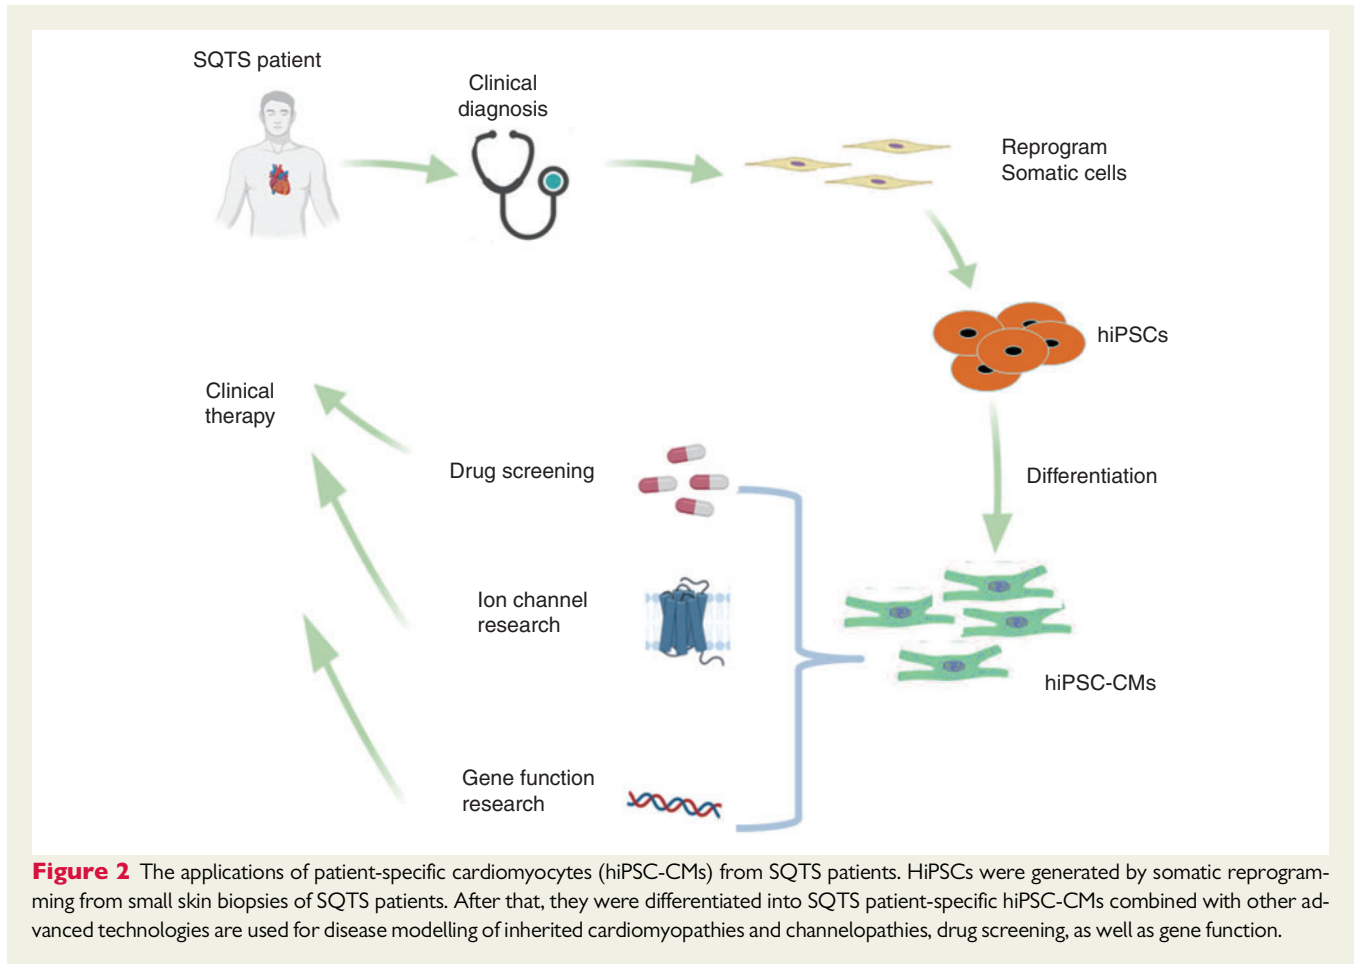 SQTS patient
Clinical
diagnosis
Reprogram
Somatic cells
hiPSCs
Differentiation
hiPSC-CMs
Drug screening
Ion channel
research
Gene function
research
Clinical
therapy
Figure 2 The applications of patient-specific cardiomyocytes (hiPSC-CMs) from SQTS patients. HiPSCs were generated by somatic reprogram-
ming from small skin biopsies of SQTS patients. After that, they were differentiated into SQTS patient-specific hiPSC-CMs combined with other ad-
vanced technologies are used for disease modelling of inherited cardiomyopathies and channelopathies, drug screening, as well as gene function.